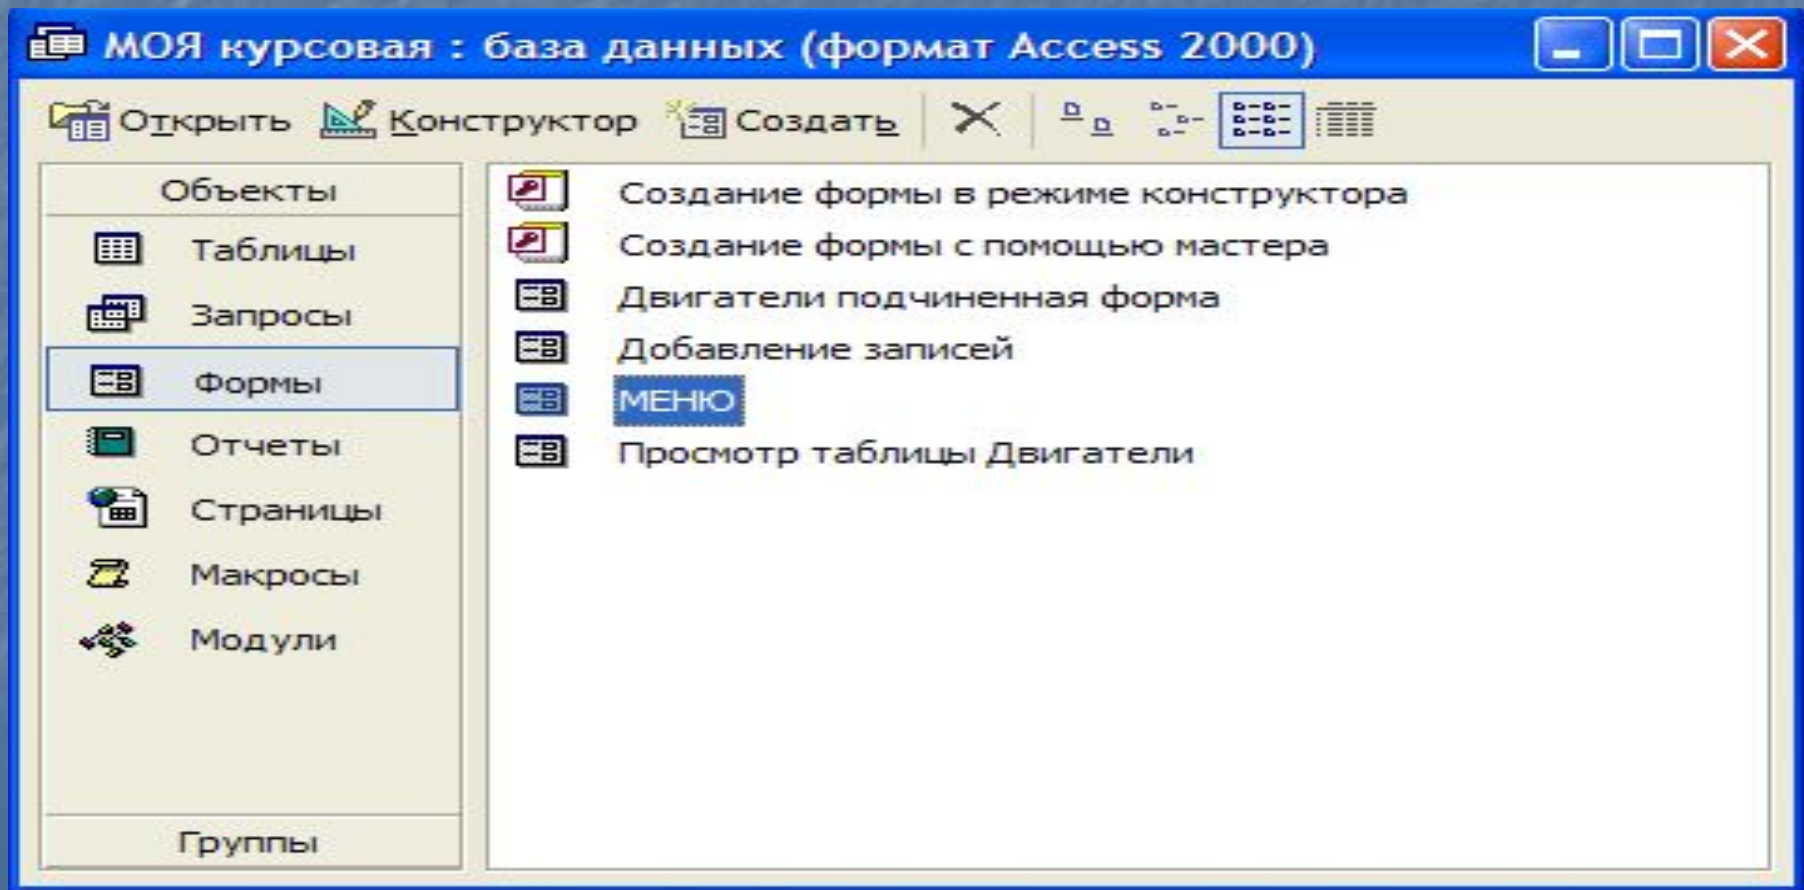 МОЯ курсовая : база данных (формат Access 2000)
Открыть Конструктор Создать
Объекты
Таблицы
Запросы
Формы
Отчеты
Страницы
Макросы
Модули
Группы
Создание формы в режиме конструктора
Создание формы с помощью мастера
Двигатели подчиненная форма
Добавление записей
МЕНЮ
Просмотр таблицы Двигатели